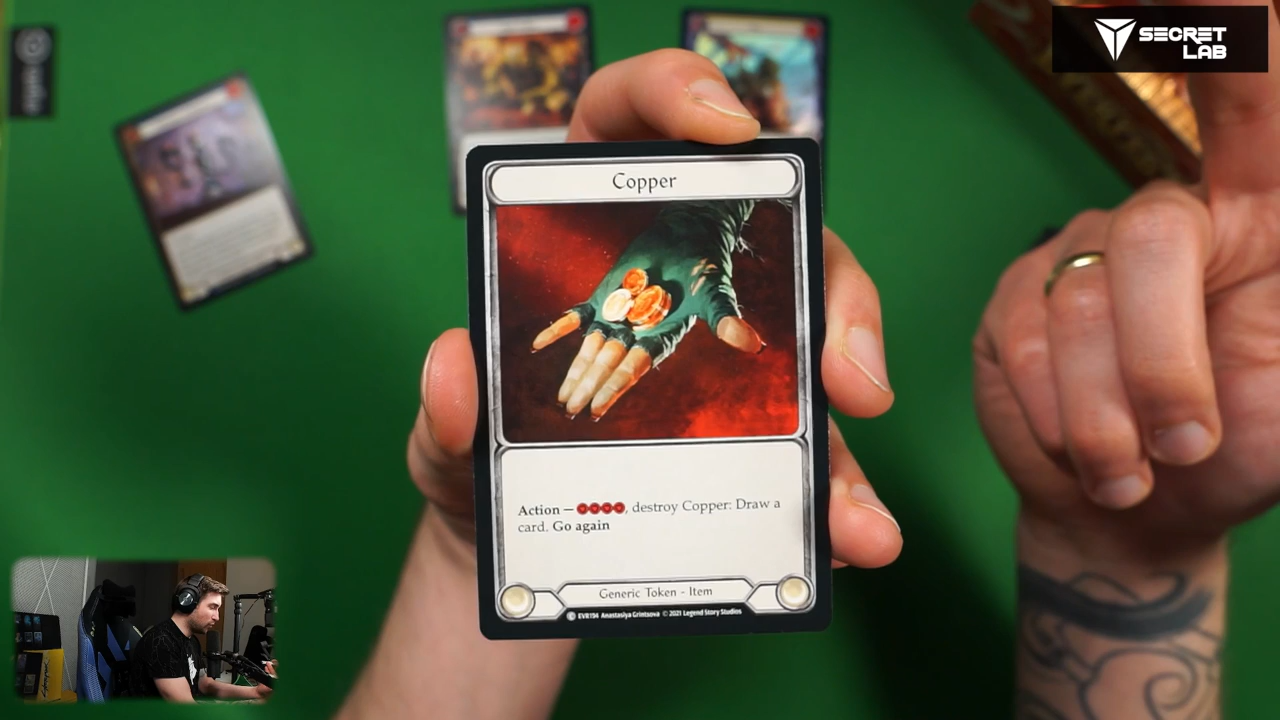 SECRET
LAB
Copper
Action — , destroy Copper: Draw a
card. Go again
Generic Token - Item
EVR194 Anastasiya Grintsova © 2021 Legend Story Studios